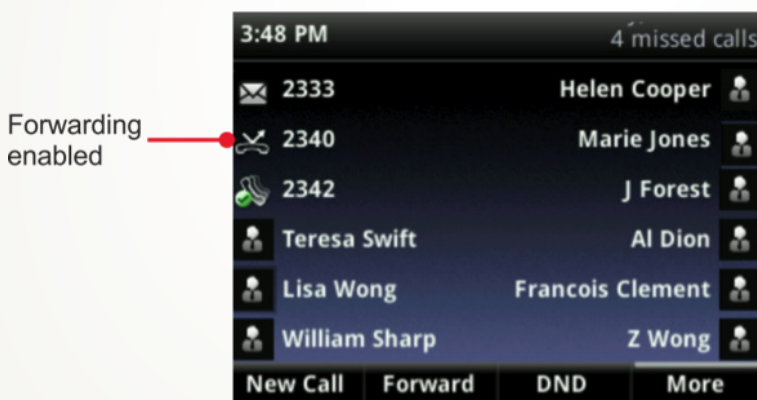 3:48 PM 4 missed calls
2333 Helen Cooper
Forwarding
enabled
2340 Marie Jones
2342 J Forest
Teresa Swift Al Dion
Lisa Wong Francois Clement
William Sharp Z Wong
New Call Forward DND More